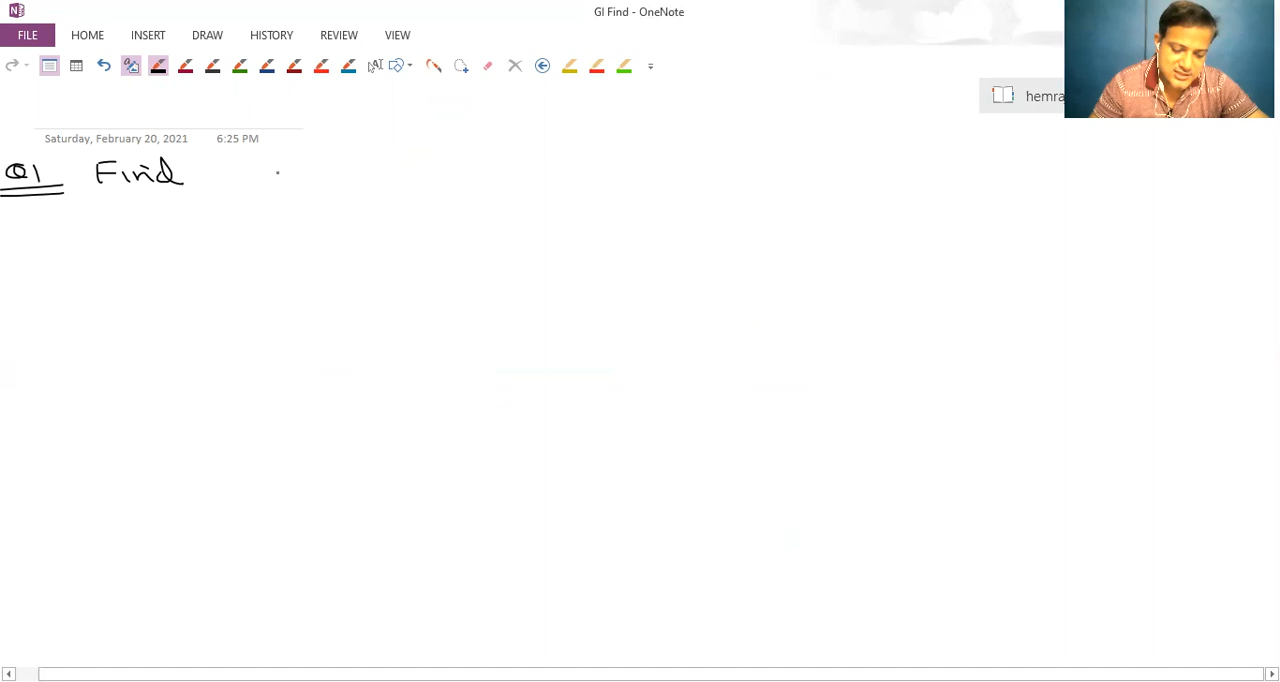 GI Find - OneNote
FILE HOME INSERT DRAW HISTORY REVIEW VIEW
hemra
Saturday, February 20, 2021 6:25 PM
Q1 Find